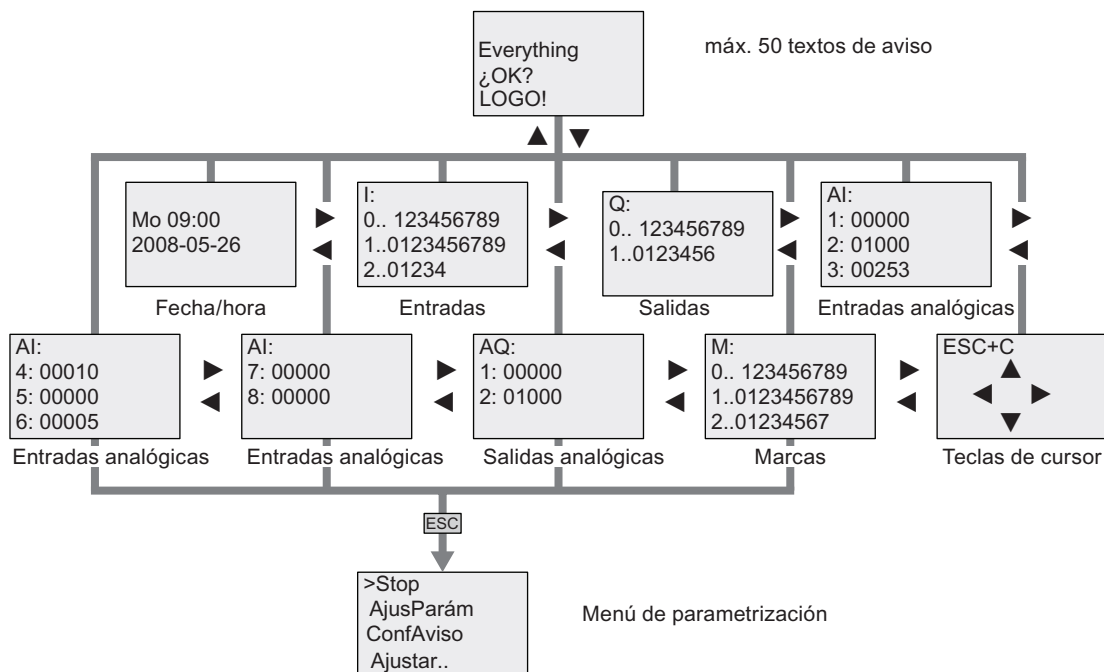 Everything
¿OK?
LOGO!
máx. 50 textos de aviso
Mo 09:00
2008-05-26
Fecha/hora
I:
0.. 123456789
1..0123456789
2..01234
Entradas
Q:
0.. 123456789
1..0123456
Salidas
AI:
1: 00000
2: 01000
3: 00253
Entradas analógicas
AI:
4: 00010
5: 00000
6: 00005
Entradas analógicas
AI:
7: 00000
8: 00000
Entradas analógicas
AQ:
1: 00000
2: 01000
Salidas analógicas
M:
0.. 123456789
1..0123456789
2..01234567
Marcas
ESC+C
Teclas de cursor
ESC
>Stop
AjusParám
ConfAviso
Ajustar..
Menú de parametrización